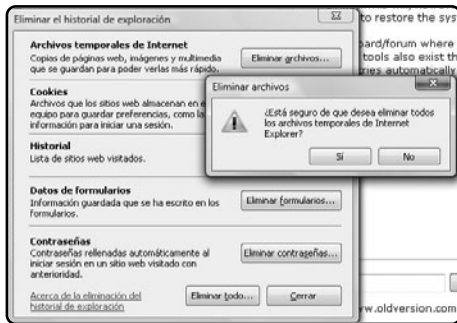 Eliminar el historial de exploración
to restore the sys
Archivos temporales de Internet
Copias de páginas web, imágenes y multimedia
que se guardan para poder verlas más rápido.
Eliminar archivos...
oard/forum where
tools also exist th
ries automatically
Cookies
Archivos que los sitios web almacenan en e
equipo para guardar preferencias, como la
información para iniciar una sesión.
Eliminar archivos
¿Está seguro de que desea eliminar todos
los archivos temporales de Internet
Explorer?
Sí
No
Historial
Lista de sitios web visitados.
Datos de formularios
Información guardada que se ha escrito en los
formularios.
Eliminar formularios...
Contraseñas
Contraseñas rellenadas automáticamente al
iniciar sesión en un sitio web visitado con
anterioridad.
Eliminar contraseñas...
Acerca de la eliminación del
historial de exploración
Eliminar todo...
Cerrar
w.oldversion.com